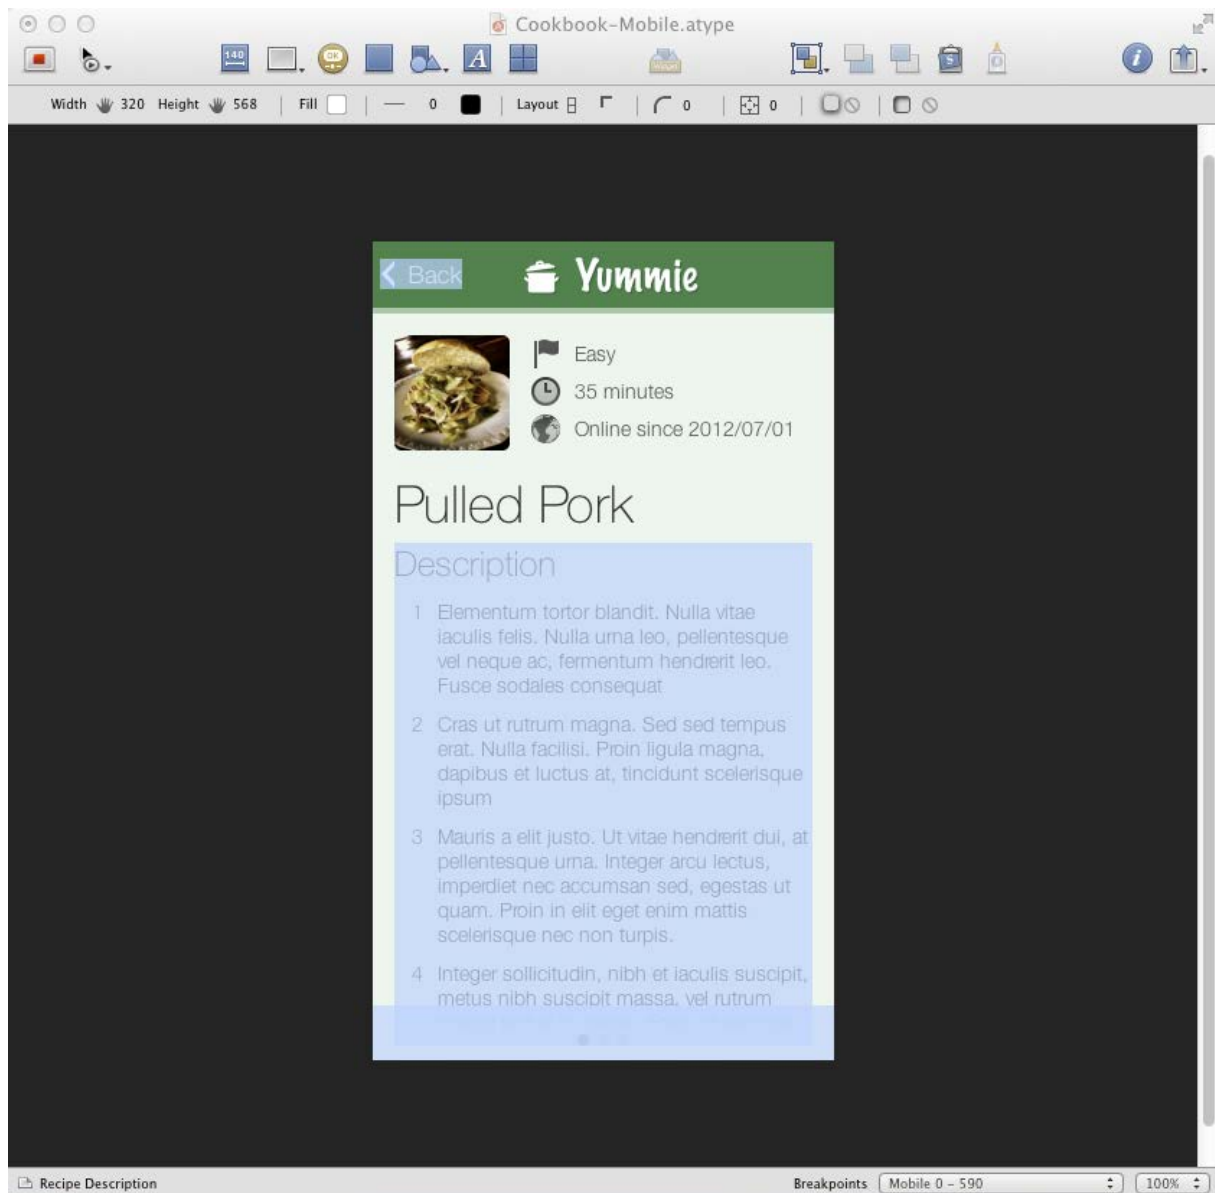 Cookbook-Mobile.atype
140
OK
A
S
i
Width 320 Height 568 Fill 0 Layout 0 0
Back Yummie
Easy
35 minutes
Online since 2012/07/01
Pulled Pork
Description
1 Elementum tortor blandit. Nulla vitae
iaculis felis. Nulla urna leo, pellentesque
vel neque ac, fermentum hendrerit leo.
Fusce sodales consequat
2 Cras ut rutrum magna. Sed sed tempus
erat. Nulla facilisi. Proin ligula magna,
dapibus et luctus at, tincidunt scelerisque
ipsum
3 Mauris a elit justo. Ut vitae hendrerit dui, at
pellentesque urna. Integer arcu lectus,
imperdiet nec accumsan sed, egestas ut
quam. Proin in elit eget enim mattis
scelerisque nec non turpis.
4 Integer sollicitudin, nibh et iaculis suscipit,
metus nibh suscipit massa, vel rutrum
Recipe Description Breakpoints Mobile 0 – 590 100%